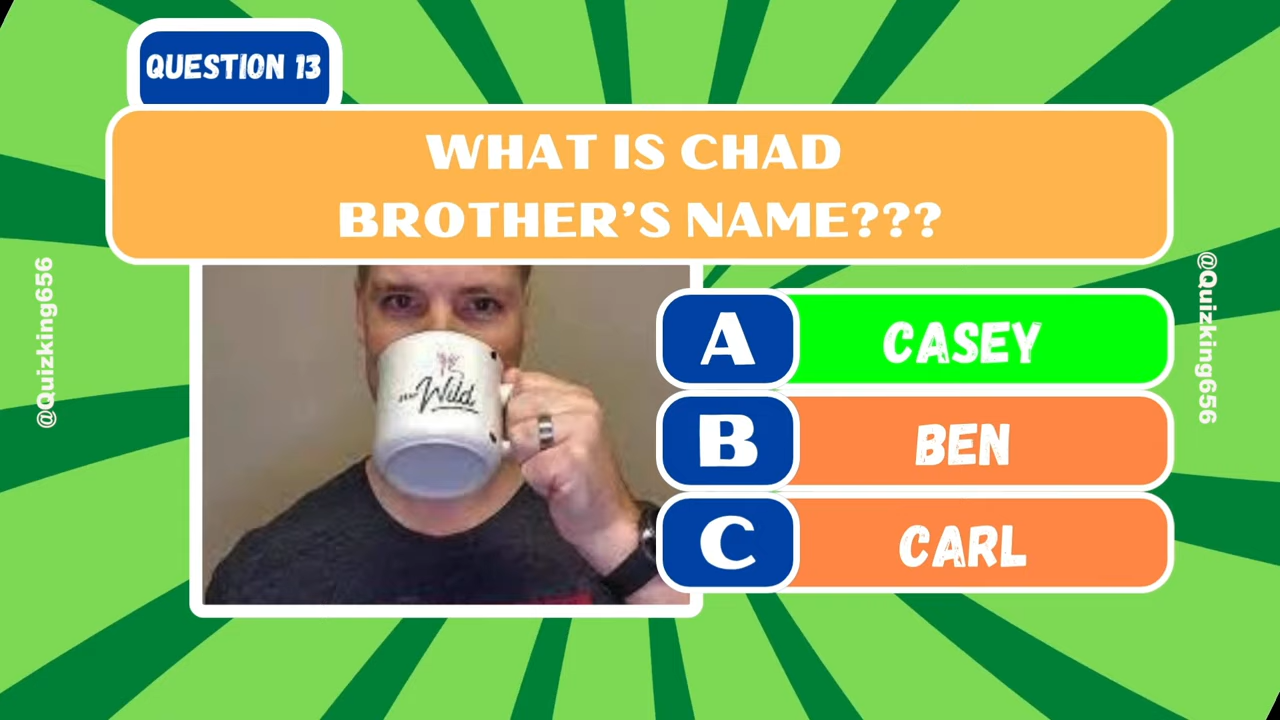 QUESTION 13
WHAT IS CHAD
BROTHER'S NAME???
@Quizking656
@Quizking656
Wild
A CASEY
B BEN
C CARL